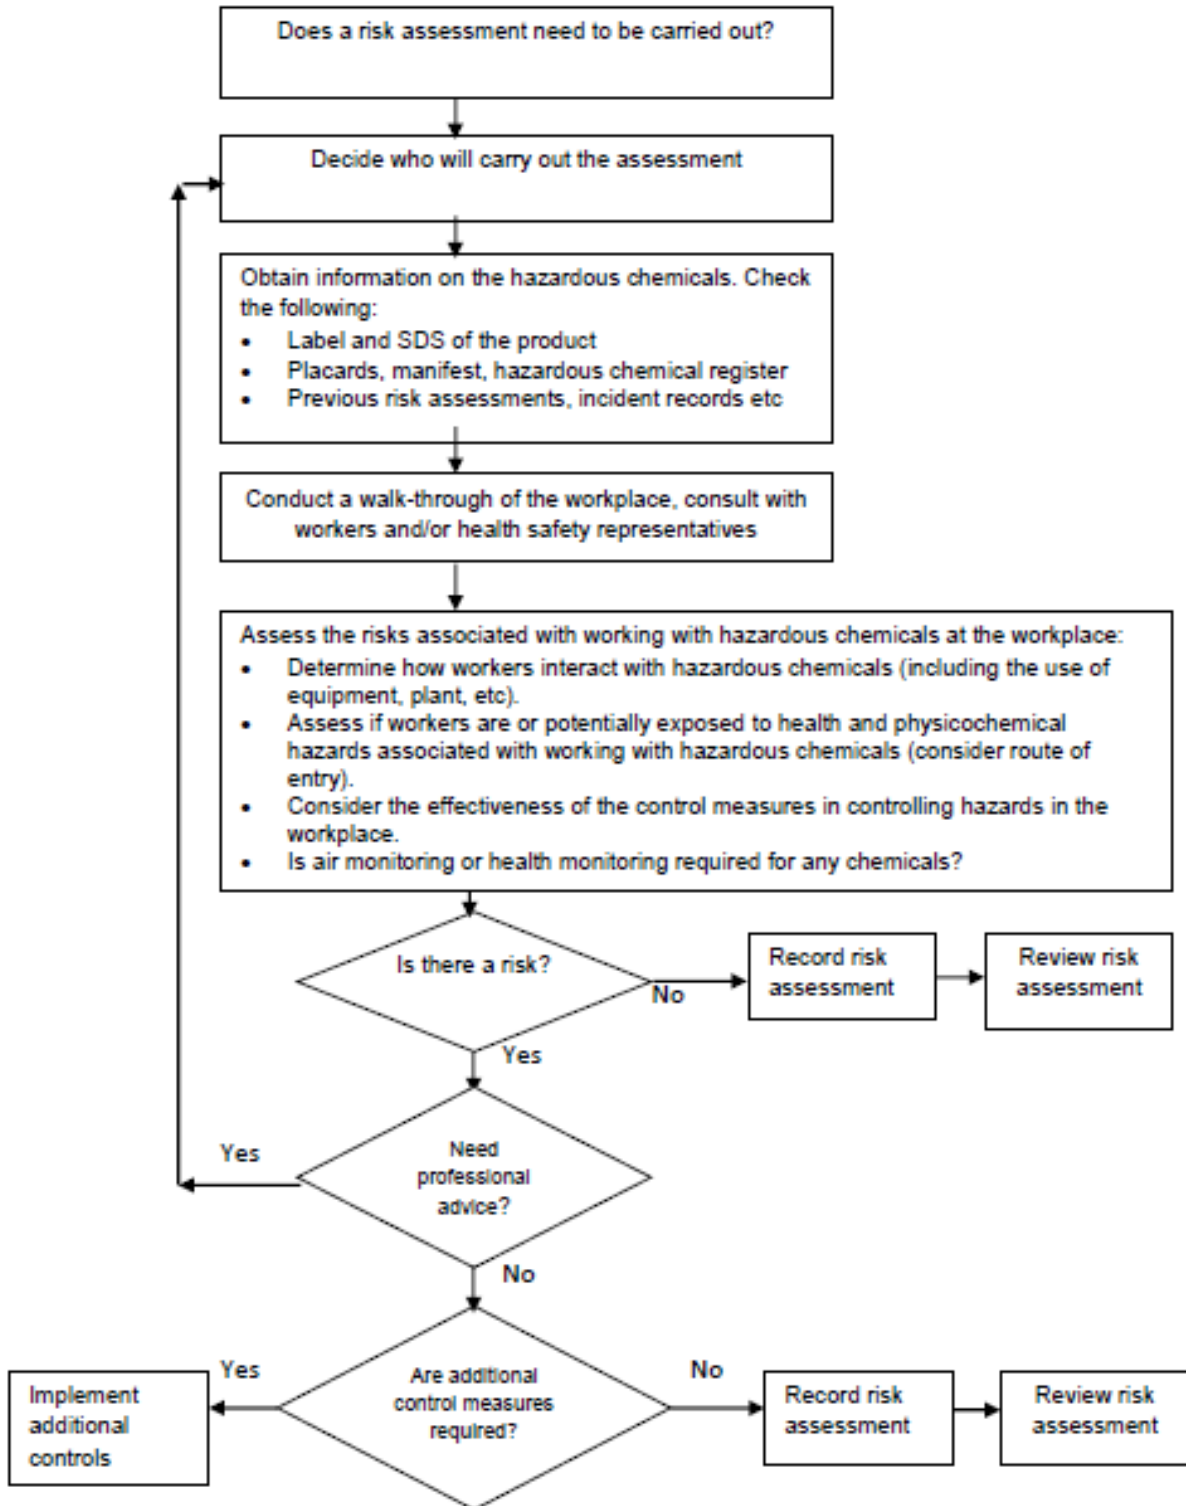 Does a risk assessment need to be carried out?
Decide who will carry out the assessment
Obtain information on the hazardous chemicals. Check
the following:
• Label and SDS of the product
• Placards, manifest, hazardous chemical register
• Previous risk assessments, incident records etc
Conduct a walk-through of the workplace, consult with
workers and/or health safety representatives
Assess the risks associated with working with hazardous chemicals at the workplace:
• Determine how workers interact with hazardous chemicals (including the use of
equipment, plant, etc).
• Assess if workers are or potentially exposed to health and physicochemical
hazards associated with working with hazardous chemicals (consider route of
entry).
• Consider the effectiveness of the control measures in controlling hazards in the
workplace.
• Is air monitoring or health monitoring required for any chemicals?
Is there a risk?
No
Record risk
assessment
Review risk
assessment
Yes
Need
professional
advice?
Yes
No
Are additional
control measures
required?
Yes
Implement
additional
controls
No
Record risk
assessment
Review risk
assessment